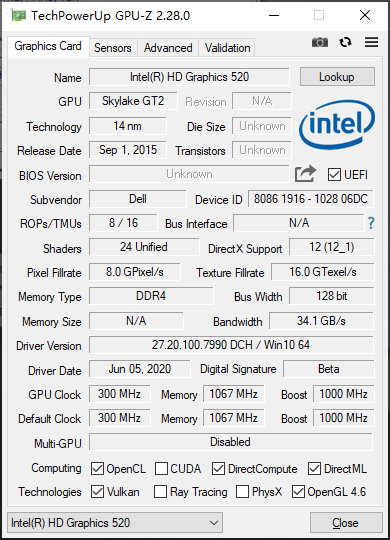 TechPowerUp GPU-Z 2.28.0
Graphics Card Sensors Advanced Validation
Name Intel(R) HD Graphics 520 Lookup
GPU Skylake GT2 Revision N/A
Technology 14 nm Die Size Unknown
Release Date Sep 1, 2015 Transistors Unknown
intel
BIOS Version Unknown UEFI
Subvendor Dell Device ID 8086 1916 - 1028 06DC
ROPs/TMUs 8 / 16 Bus Interface N/A ?
Shaders 24 Unified DirectX Support 12 (12_1)
Pixel Fillrate 8.0 GPixel/s Texture Fillrate 16.0 GTexel/s
Memory Type DDR4 Bus Width 128 bit
Memory Size N/A Bandwidth 34.1 GB/s
Driver Version 27.20.100.7990 DCH / Win10 64
Driver Date Jun 05, 2020 Digital Signature Beta
GPU Clock 300 MHz Memory 1067 MHz Boost 1000 MHz
Default Clock 300 MHz Memory 1067 MHz Boost 1000 MHz
Multi-GPU Disabled
Computing OpenCL CUDA DirectCompute DirectML
Technologies Vulkan Ray Tracing PhysX OpenGL 4.6
Intel(R) HD Graphics 520 Close